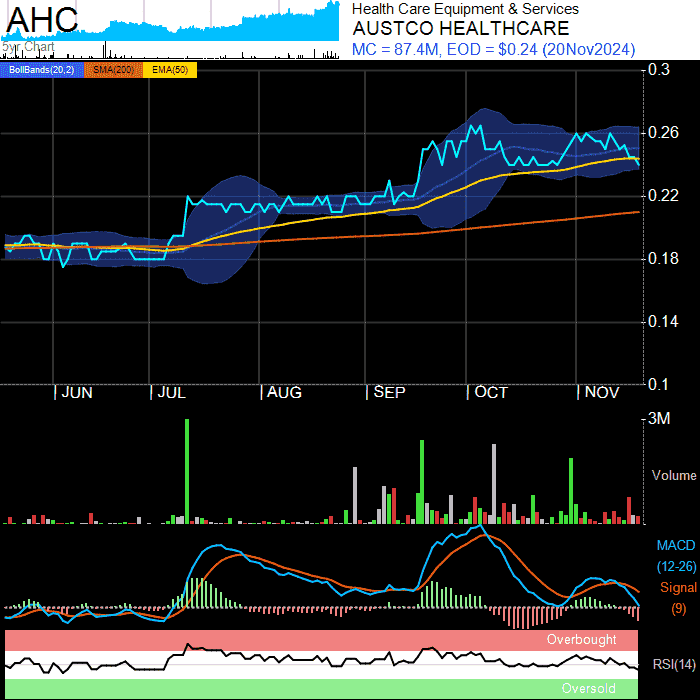 AHC
5yr Chart
Health Care Equipment & Services
AUSTCO HEALTHCARE
MC = 87.4M, EOD = $0.24 (20Nov2024)
BollBands(20,2) SMA(200) EMA(50)
0.3
0.26
0.22
0.18
0.14
0.1
JUN JUL AUG SEP OCT NOV
3M
Volume
MACD
(12-26)
Signal
(9)
Overbought
RSI(14)
Oversold